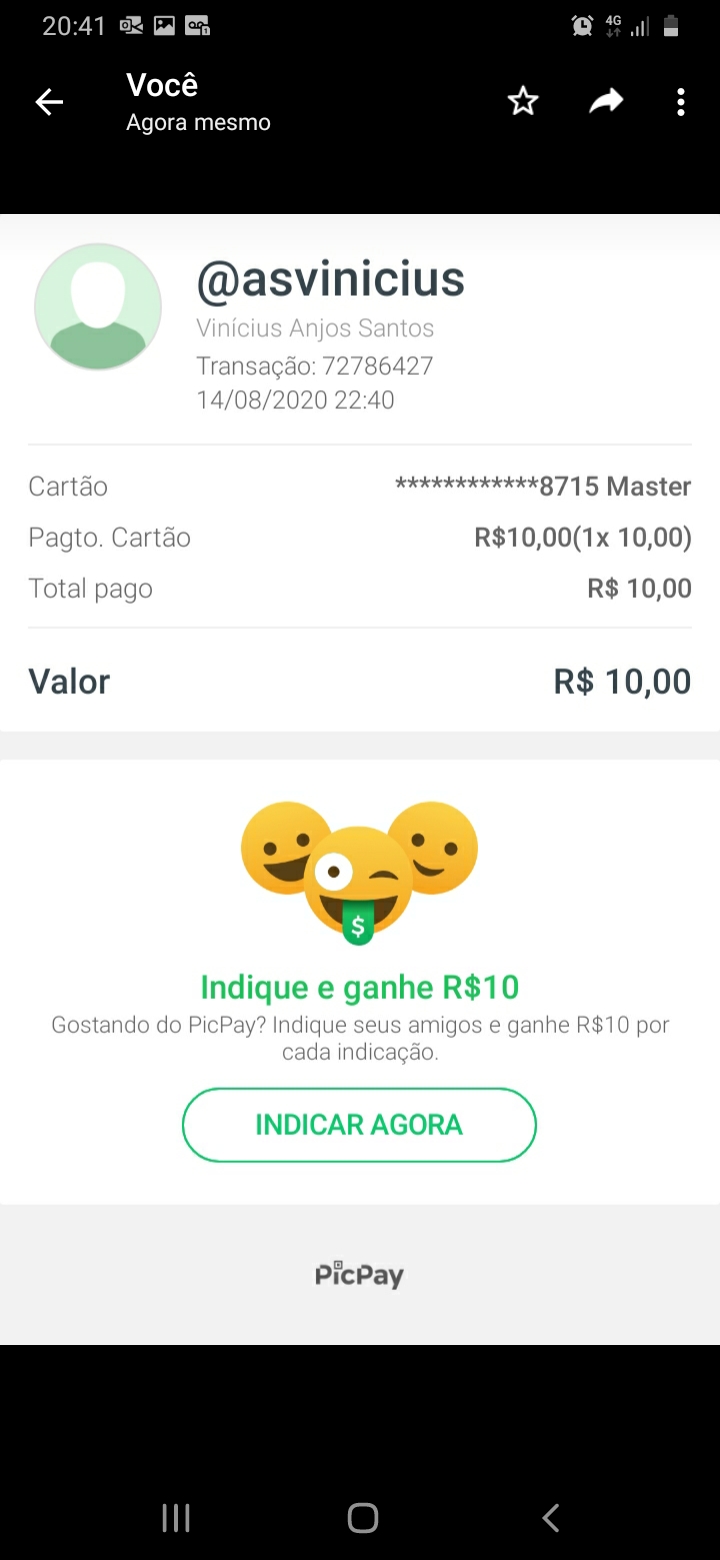 20:41
4G
Você
Agora mesmo
@asvinicius
Vinícius Anjos Santos
Transação: 72786427
14/08/2020 22:40
Cartão ************8715 Master
Pagto. Cartão R$10,00(1x 10,00)
Total pago R$ 10,00
Valor R$ 10,00
$
Indique e ganhe R$10
Gostando do PicPay? Indique seus amigos e ganhe R$10 por
cada indicação.
INDICAR AGORA
PicPay